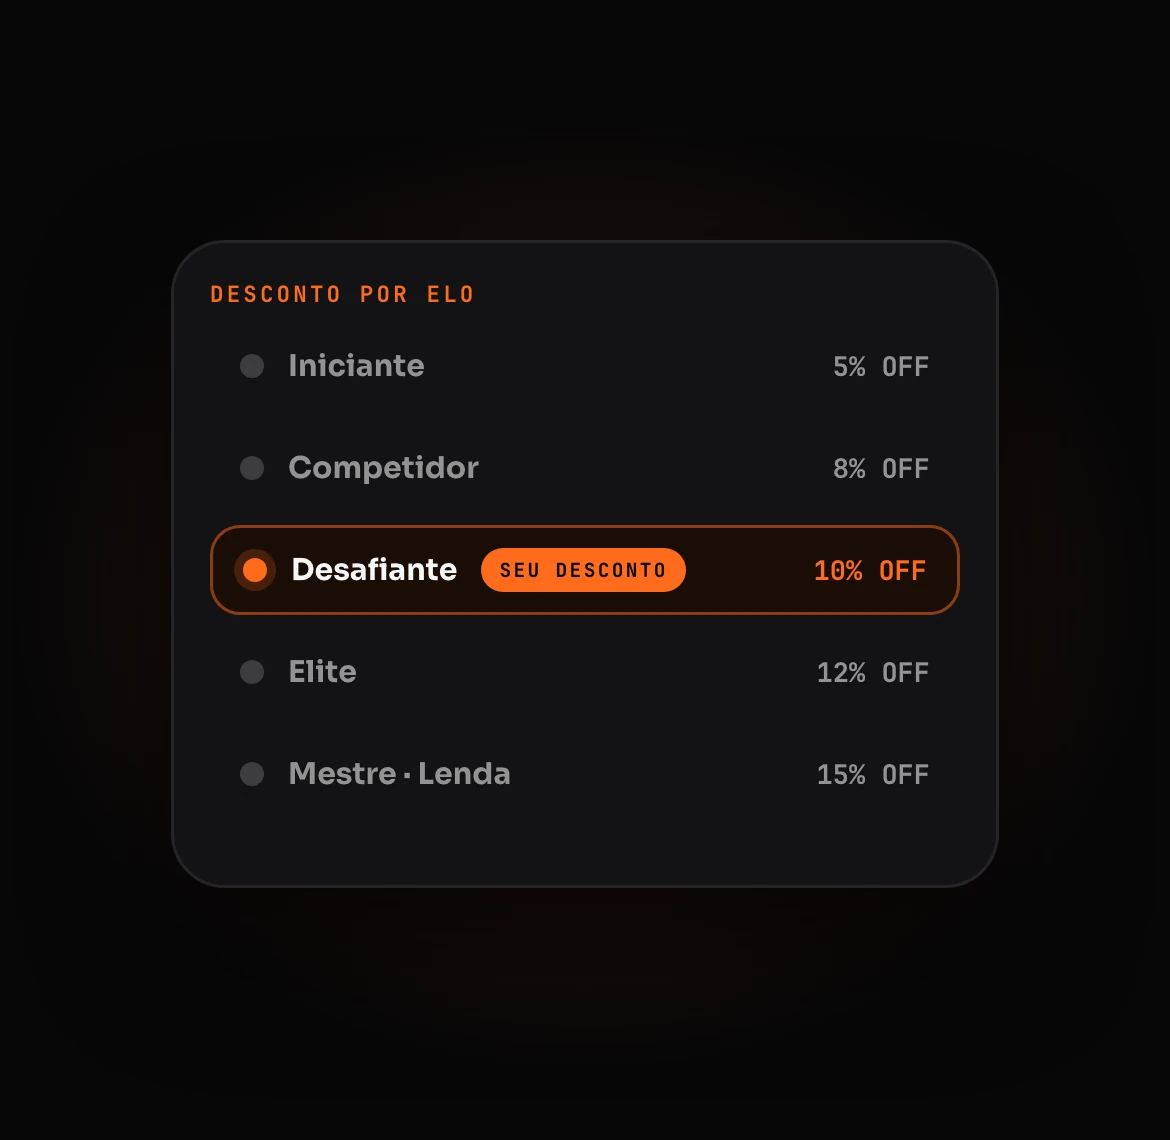 DESCONTO POR ELO
Iniciante 5% OFF
Competidor 8% OFF
Desafiante SEU DESCONTO 10% OFF
Elite 12% OFF
Mestre · Lenda 15% OFF